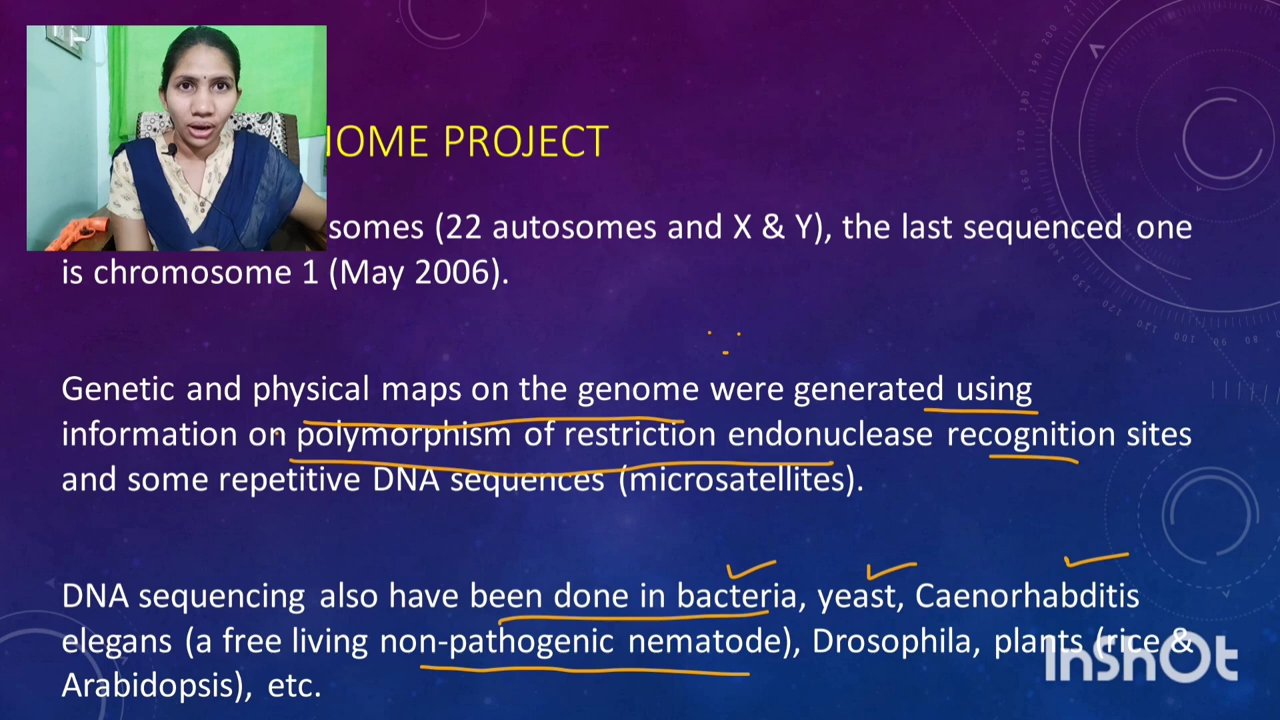 OME PROJECT
somes (22 autosomes and X & Y), the last sequenced one
is chromosome 1 (May 2006).
Genetic and physical maps on the genome were generated using
information on polymorphism of restriction endonuclease recognition sites
and some repetitive DNA sequences (microsatellites).
DNA sequencing also have been done in bacteria, yeast, Caenorhabditis
elegans (a free living non-pathogenic nematode), Drosophila, plants (rice &
Arabidopsis), etc.
InShOt